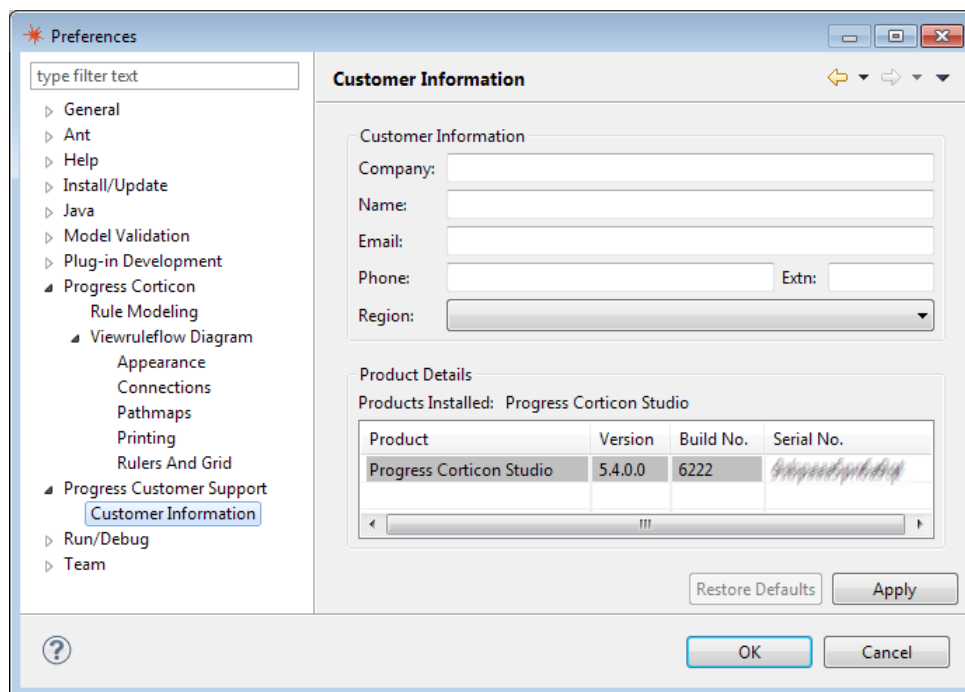 Preferences
type filter text
General
Ant
Help
Install/Update
Java
Model Validation
Plug-in Development
Progress Corticon
Rule Modeling
Viewruleflow Diagram
Appearance
Connections
Pathmaps
Printing
Rulers And Grid
Progress Customer Support
Customer Information
Run/Debug
Team
Customer Information
Customer Information
Company:
Name:
Email:
Phone: Extn:
Region:
Product Details
Products Installed: Progress Corticon Studio
Product Version Build No. Serial No.
Progress Corticon Studio 5.4.0.0 6222
Restore Defaults Apply
OK Cancel